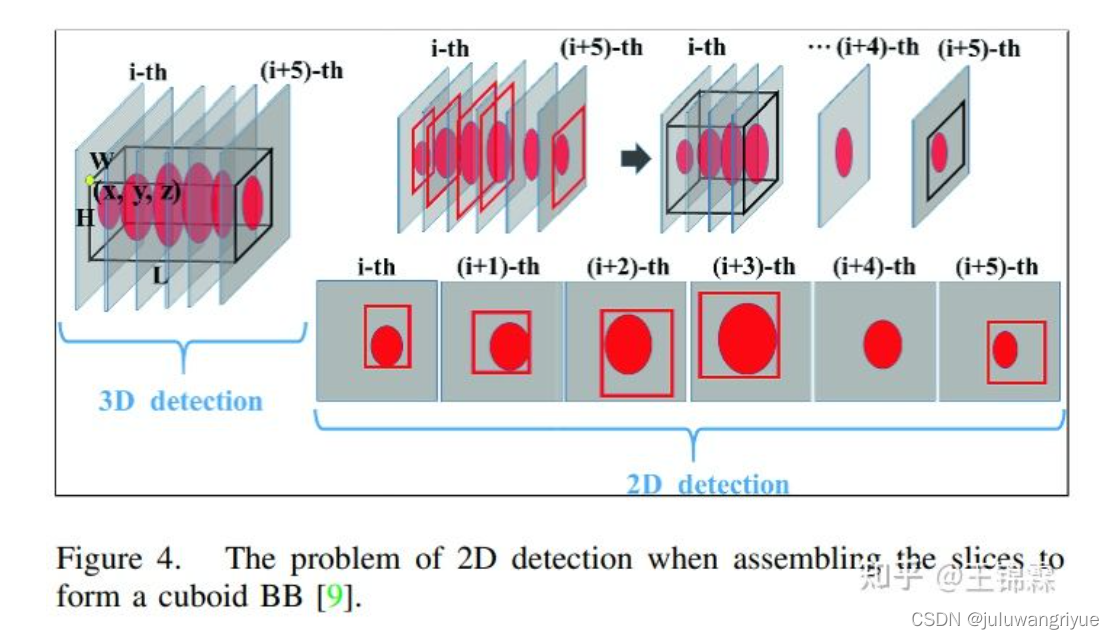 i-th (i+5)-th
W
(x, y, z)
H
L
3D detection
i-th (i+5)-th i-th ··· (i+4)-th (i+5)-th
i-th (i+1)-th (i+2)-th (i+3)-th (i+4)-th (i+5)-th
2D detection
Figure 4. The problem of 2D detection when assembling the slices to
form a cuboid BB [9].
知乎 @王锦霖
CSDN @juluwangriyue